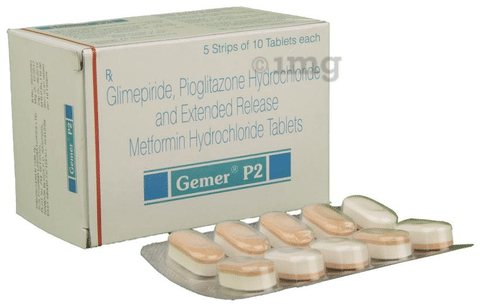 5 Strips of 10 Tablets each
Rx
Glimepiride, Pioglitazone Hydrochloride
and Extended Release
Metformin Hydrochloride Tablets
Gemer® P2
Gemer P2
©1mg